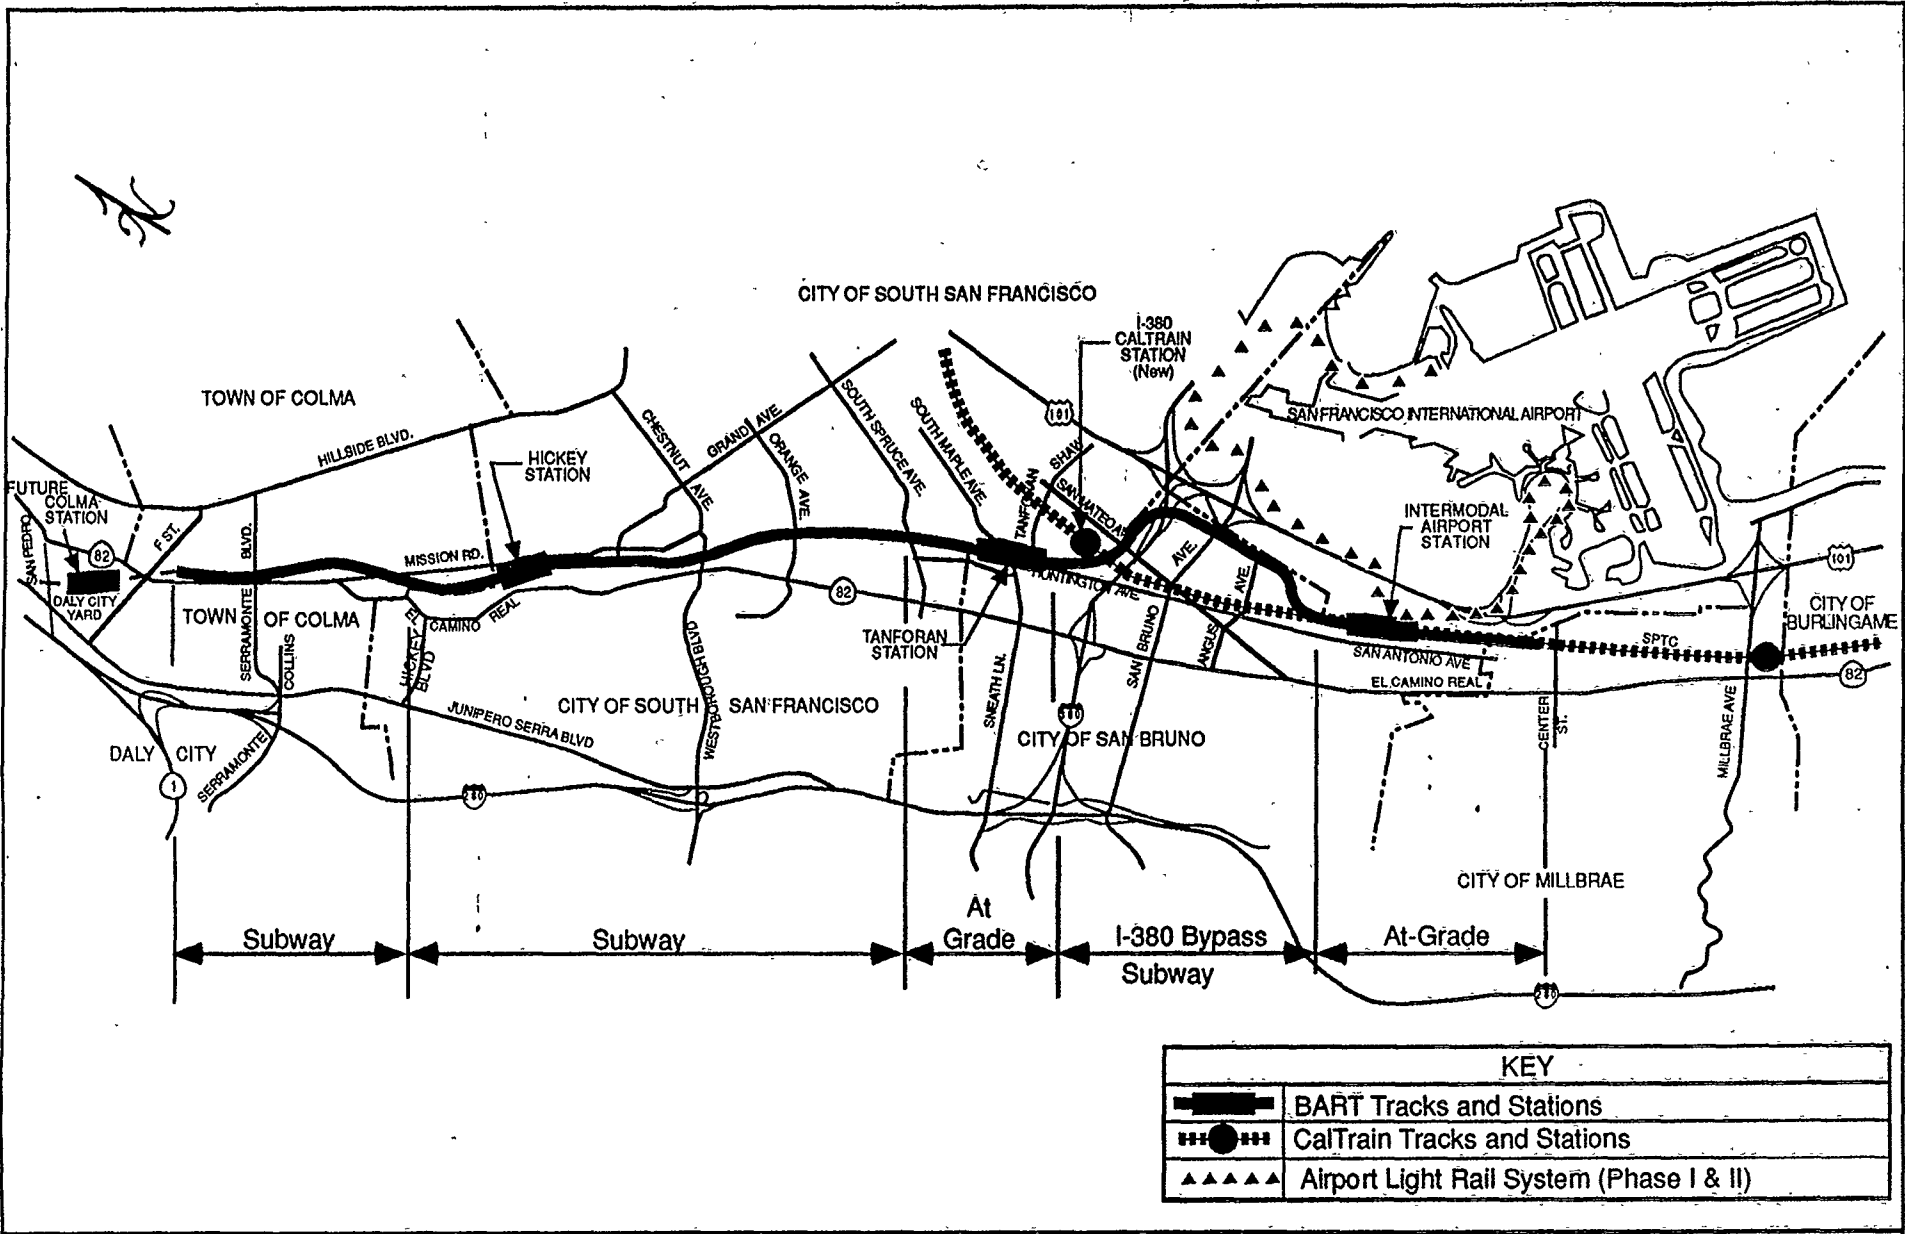 CITY OF SOUTH SAN FRANCISCO
I-380
CALTRAIN
STATION
(New)
TOWN OF COLMA
HILLSIDE BLVD.
CHESTNUT AVE.
GRAND AVE.
ORANGE AVE.
SOUTH SPRUCE AVE.
SOUTH MAPLE AVE.
TANFORAN
SHAW
SAN MATEO AVE.
101
SAN FRANCISCO INTERNATIONAL AIRPORT
HICKEY
STATION
FUTURE
COLMA
STATION
SAN PEDRO
82
F ST.
SERRAMONTE BLVD.
MISSION RD.
DALY CITY
YARD
TOWN OF COLMA
COLLINS
HICKEY BLVD
EL CAMINO REAL
82
HUNTINGTON AVE.
TANFORAN
STATION
SNEATH LN.
SAN BRUNO AVE.
ANGUS AVE.
INTERMODAL
AIRPORT
STATION
SAN ANTONIO AVE
EL CAMINO REAL
SPTC
101
CITY OF
BURLINGAME
82
CENTER ST.
MILLBRAE AVE
DALY CITY
1
SERRAMONTE
JUNIPERO SERRA BLVD
280
WESTBOROUGH BLVD
CITY OF SOUTH SAN FRANCISCO
380
CITY OF SAN BRUNO
CITY OF MILLBRAE
Subway
Subway
At
Grade
I-380 Bypass
Subway
At-Grade
280
KEY
BART Tracks and Stations
CalTrain Tracks and Stations
Airport Light Rail System (Phase I & II)